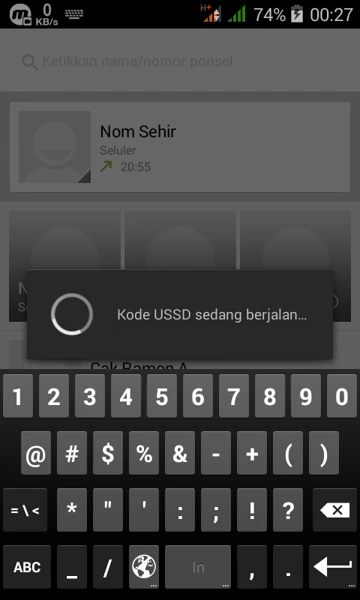 0
KB/s
H+
74%
00:27
Ketikkan nama/nomor ponsel
Nom Sehir
Seluler
20:55
Kode USSD sedang berjalan...
1 2 3 4 5 6 7 8 9 0
@ # $ % & - + ( )
= \ < * " ' : ; ! ?
ABC _ / In , .